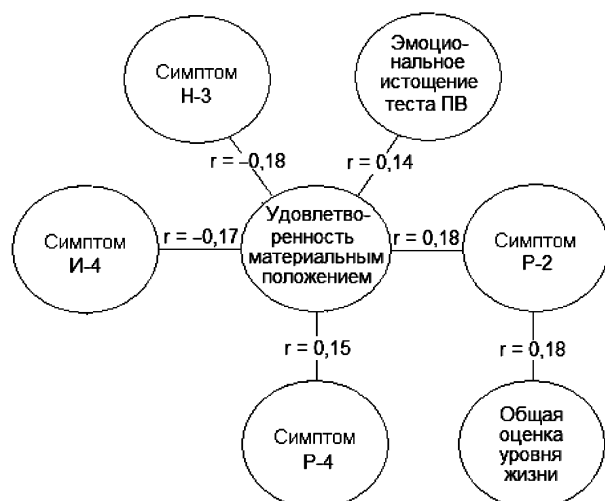 Симптом
Н-3
Эмоцио-
нальное
истощение
теста ПВ
r = –0,18
r = 0,14
Симптом
И-4
r = –0,17
Удовлетво-
ренность
материальным
положением
r = 0,18
Симптом
Р-2
r = 0,15
r = 0,18
Симптом
Р-4
Общая
оценка
уровня
жизни